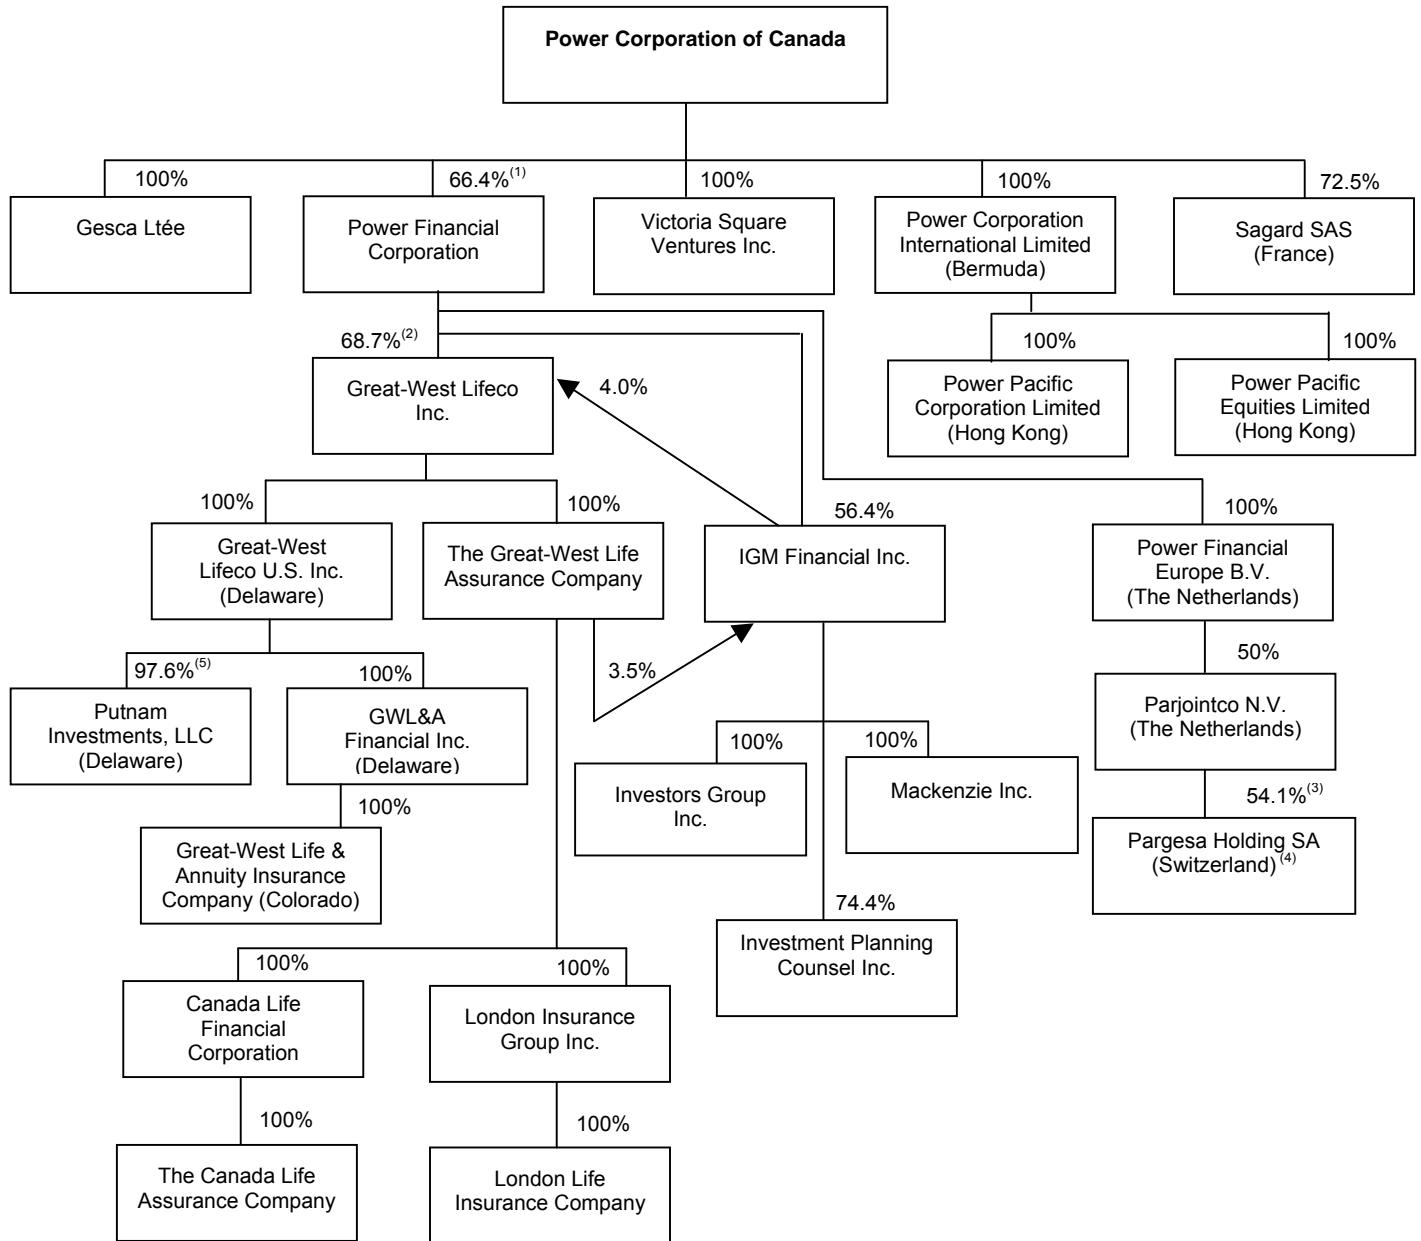 Power Corporation of Canada
100%
66.4%(1)
100%
100%
72.5%
Gesca Ltée
Power Financial
Corporation
Victoria Square
Ventures Inc.
Power Corporation
International Limited
(Bermuda)
Sagard SAS
(France)
68.7%(2)
100%
100%
Great-West Lifeco
Inc.
4.0%
Power Pacific
Corporation Limited
(Hong Kong)
Power Pacific
Equities Limited
(Hong Kong)
100%
100%
56.4%
100%
Great-West
Lifeco U.S. Inc.
(Delaware)
The Great-West Life
Assurance Company
IGM Financial Inc.
Power Financial
Europe B.V.
(The Netherlands)
97.6%(5)
100%
3.5%
50%
Putnam
Investments, LLC
(Delaware)
GWL&A
Financial Inc.
(Delaware)
Parjointco N.V.
(The Netherlands)
100%
100%
100%
54.1%(3)
Great-West Life &
Annuity Insurance
Company (Colorado)
Investors Group
Inc.
Mackenzie Inc.
Pargesa Holding SA
(Switzerland)(4)
74.4%
Investment Planning
Counsel Inc.
100%
100%
Canada Life
Financial
Corporation
London Insurance
Group Inc.
100%
100%
The Canada Life
Assurance Company
London Life
Insurance Company